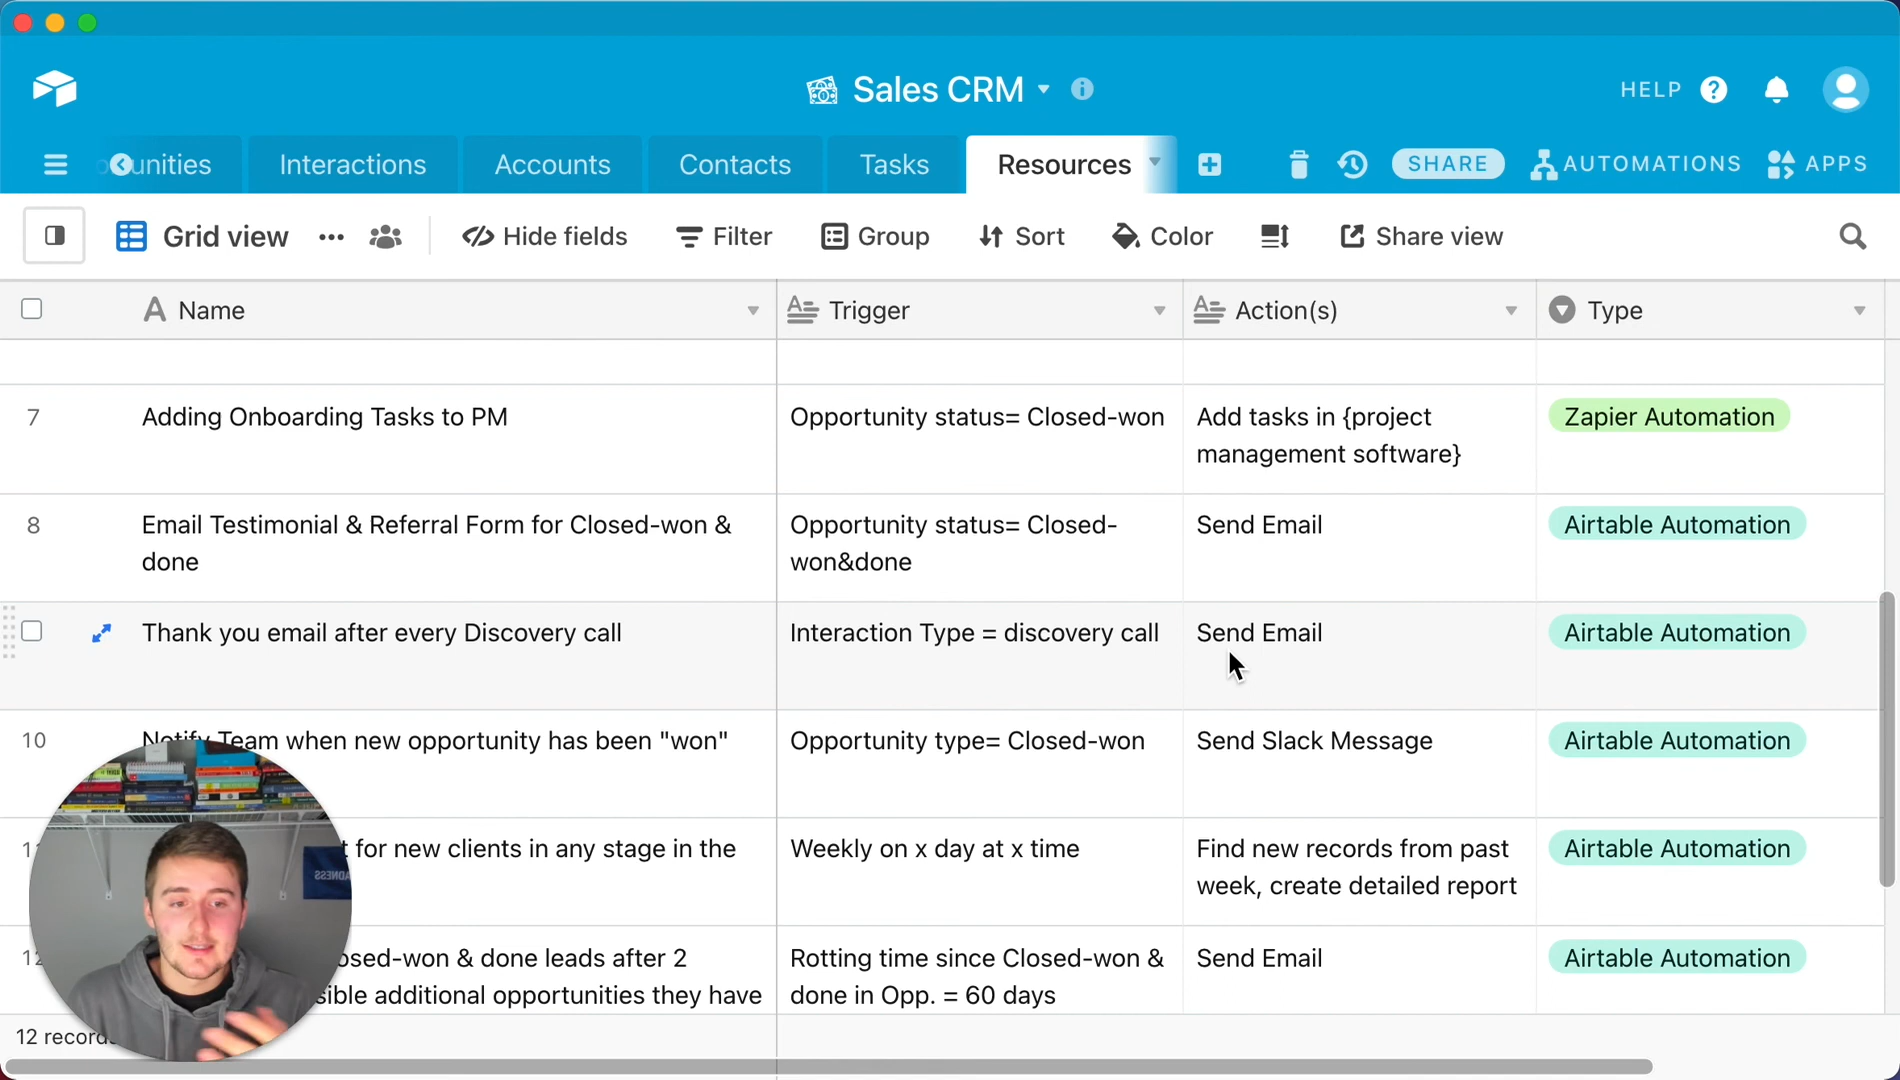 Sales CRM
HELP
unities
Interactions
Accounts
Contacts
Tasks
Resources
SHARE
AUTOMATIONS
APPS
Grid view
Hide fields
Filter
Group
Sort
Color
Share view
Name
Trigger
Action(s)
Type
7
Adding Onboarding Tasks to PM
Opportunity status= Closed-won
Add tasks in {project
management software}
Zapier Automation
8
Email Testimonial & Referral Form for Closed-won &
done
Opportunity status= Closed-
won&done
Send Email
Airtable Automation
Thank you email after every Discovery call
Interaction Type = discovery call
Send Email
Airtable Automation
10
Notify Team when new opportunity has been "won"
Opportunity type= Closed-won
Send Slack Message
Airtable Automation
for new clients in any stage in the
Weekly on x day at x time
Find new records from past
week, create detailed report
Airtable Automation
osed-won & done leads after 2
sible additional opportunities they have
Rotting time since Closed-won &
done in Opp. = 60 days
Send Email
Airtable Automation
12 records